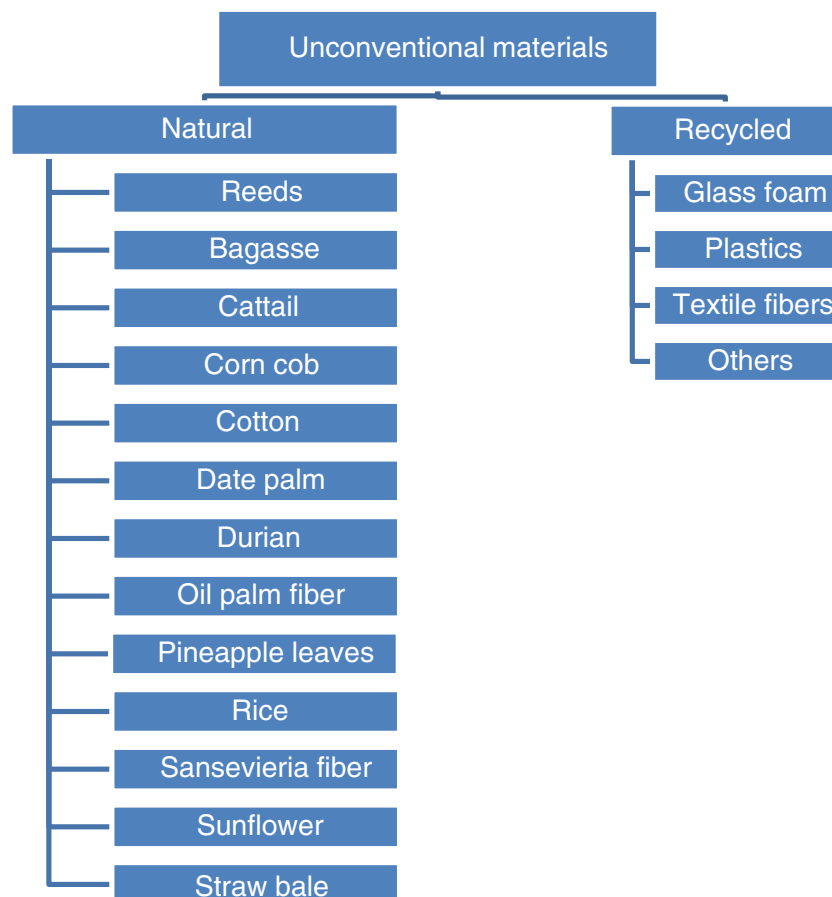 Unconventional materials
Natural
Reeds
Bagasse
Cattail
Corn cob
Cotton
Date palm
Durian
Oil palm fiber
Pineapple leaves
Rice
Sansevieria fiber
Sunflower
Straw bale
Recycled
Glass foam
Plastics
Textile fibers
Others